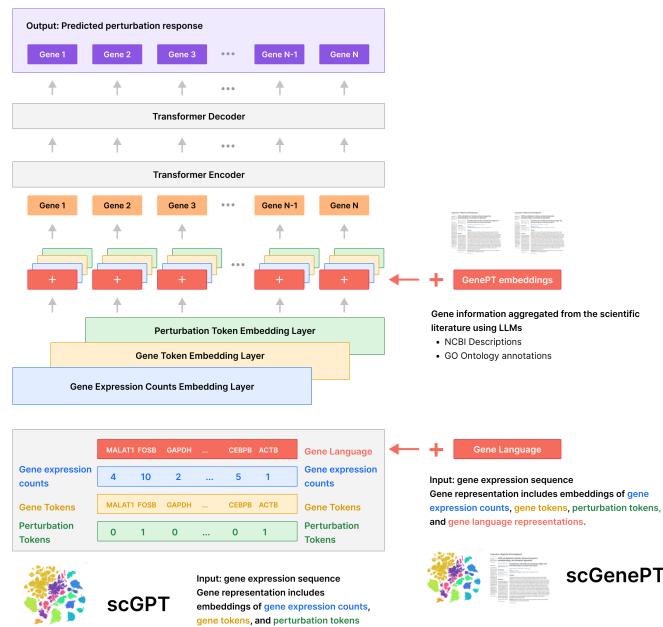 Output: Predicted perturbation response
Gene 1 Gene 2 Gene 3 ... Gene N-1 Gene N
...
Transformer Decoder
...
Transformer Encoder
Gene 1 Gene 2 Gene 3 ... Gene N-1 Gene N
+ + + ... + +
+ GenePT embeddings
Gene information aggregated from the scientific
literature using LLMs
• NCBI Descriptions
• GO Ontology annotations
Perturbation Token Embedding Layer
Gene Token Embedding Layer
Gene Expression Counts Embedding Layer
MALAT1 FOSB GAPDH ... CEBPB ACTB Gene Language
+ Gene Language
Gene expression
counts
4 10 2 ... 5 1
Gene expression
counts
Gene Tokens MALAT1 FOSB GAPDH ... CEBPB ACTB Gene Tokens
Perturbation
Tokens
0 1 0 ... 0 1
Perturbation
Tokens
Input: gene expression sequence
Gene representation includes embeddings of gene
expression counts, gene tokens, perturbation tokens,
and gene language representations.
scGPT
Input: gene expression sequence
Gene representation includes
embeddings of gene expression counts,
gene tokens, and perturbation tokens
scGenePT